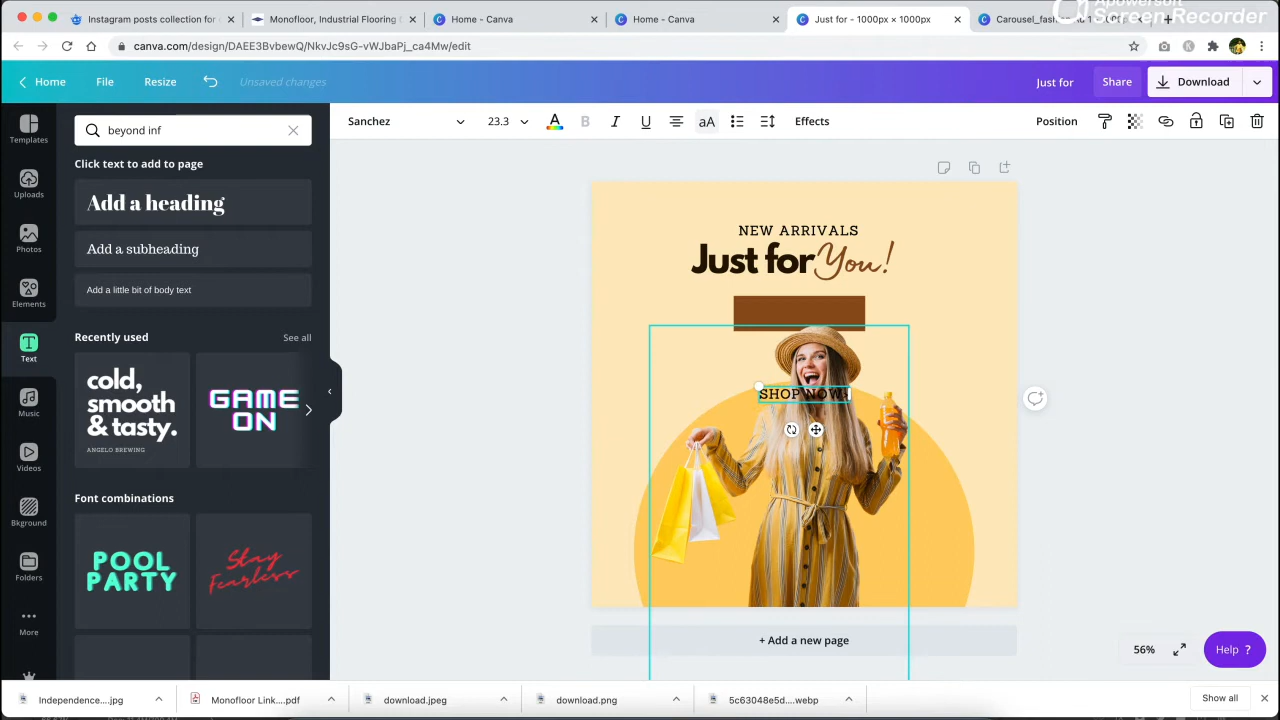 Instagram posts collection for
Monofloor, Industrial Flooring
Home - Canva
Home - Canva
Just for - 1000px × 1000px
Carousel_fash
Apowersoft
Screen Recorder
canva.com/design/DAEE3BvbewQ/NkvJc9sG-vWJbaPj_ca4Mw/edit
Home
File
Resize
Unsaved changes
Just for
Share
Download
Templates
Uploads
Photos
Elements
Text
Music
Videos
Bkground
Folders
More
beyond inf
Click text to add to page
Add a heading
Add a subheading
Add a little bit of body text
Recently used
See all
cold,
smooth
& tasty.
ANGELO BREWING
GAME
ON
Font combinations
POOL
PARTY
Stay
Fearless
Sanchez
23.3
B
I
U
aA
Effects
Position
NEW ARRIVALS
Just for You!
SHOP NOW
+ Add a new page
56%
Help ?
Independence....jpg
Monofloor Link....pdf
download.jpeg
download.png
5c63048e5d....webp
Show all